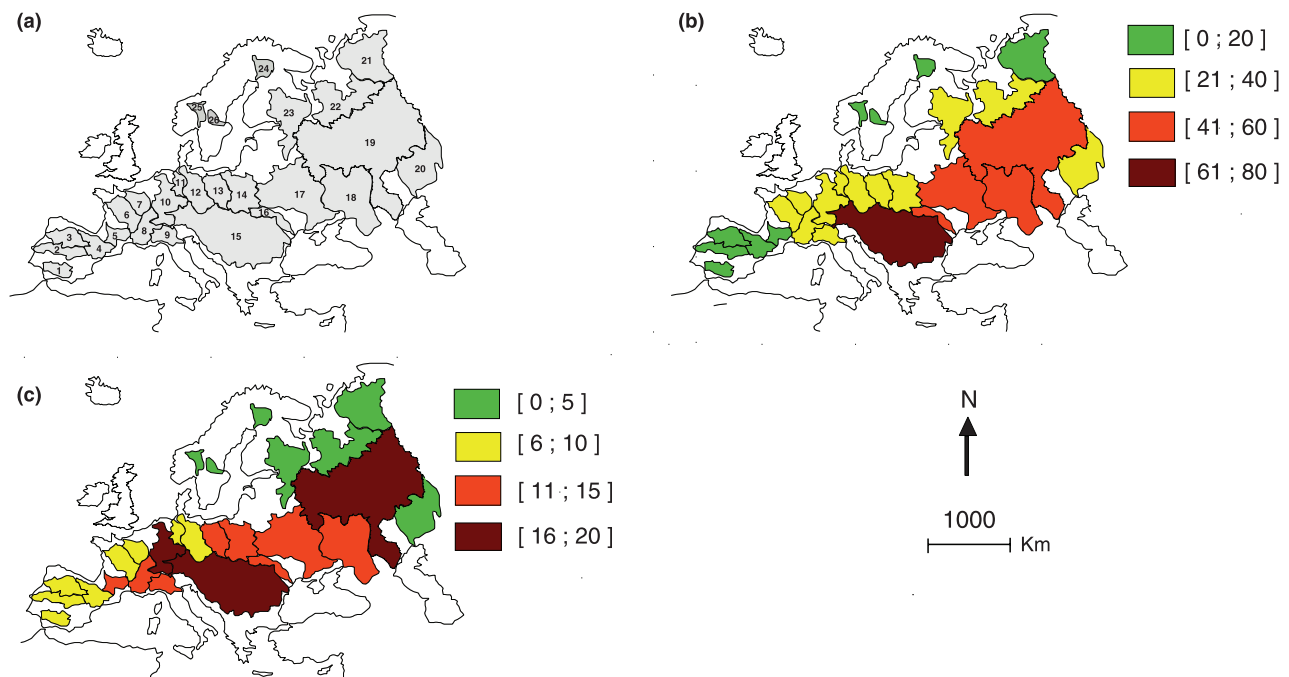 (a)
21
24
22
25
26
23
19
20
11
12
13
14
10
17
18
7
6
16
3
5
8
9
15
2
4
1
(b)
[ 0 ; 20 ]
[ 21 ; 40 ]
[ 41 ; 60 ]
[ 61 ; 80 ]
(c)
[ 0 ; 5 ]
[ 6 ; 10 ]
[ 11 ; 15 ]
[ 16 ; 20 ]
N
1000
Km